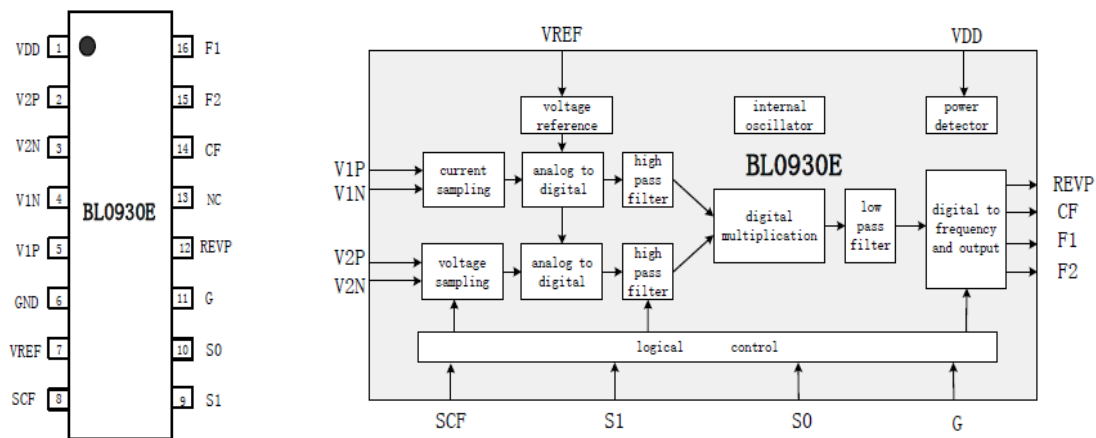 VDD 1 16 F1
V2P 2 15 F2
V2N 3 14 CF
V1N 4 13 NC
BL0930E
V1P 5 12 REVP
GND 6 11 G
VREF 7 10 S0
SCF 8 9 S1
VREF VDD
voltage
reference
internal
oscillator
power
detector
BL0930E
V1P
V1N
current
sampling
analog to
digital
high
pass
filter
digital
multiplication
low
pass
filter
digital to
frequency
and output
REVP
CF
F1
F2
V2P
V2N
voltage
sampling
analog to
digital
high
pass
filter
logical control
SCF S1 S0 G